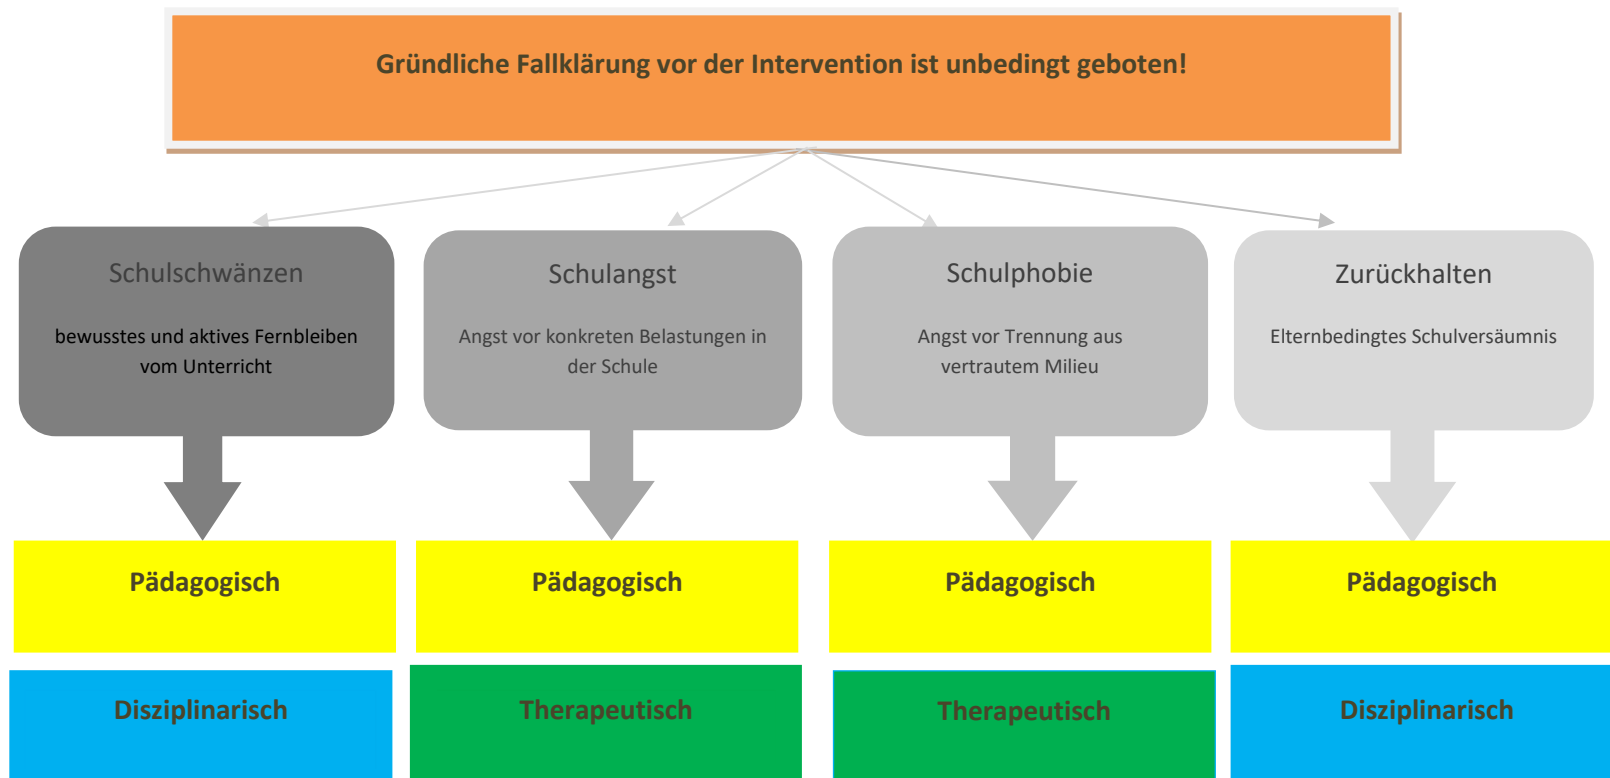 Gründliche Fallklärung vor der Intervention ist unbedingt geboten!
Schulschwänzen
bewusstes und aktives Fernbleiben
vom Unterricht
Schulangst
Angst vor konkreten Belastungen in
der Schule
Schulphobie
Angst vor Trennung aus
vertrautem Milieu
Zurückhalten
Elternbedingtes Schulversäumnis
Pädagogisch
Pädagogisch
Pädagogisch
Pädagogisch
Disziplinarisch
Therapeutisch
Therapeutisch
Disziplinarisch